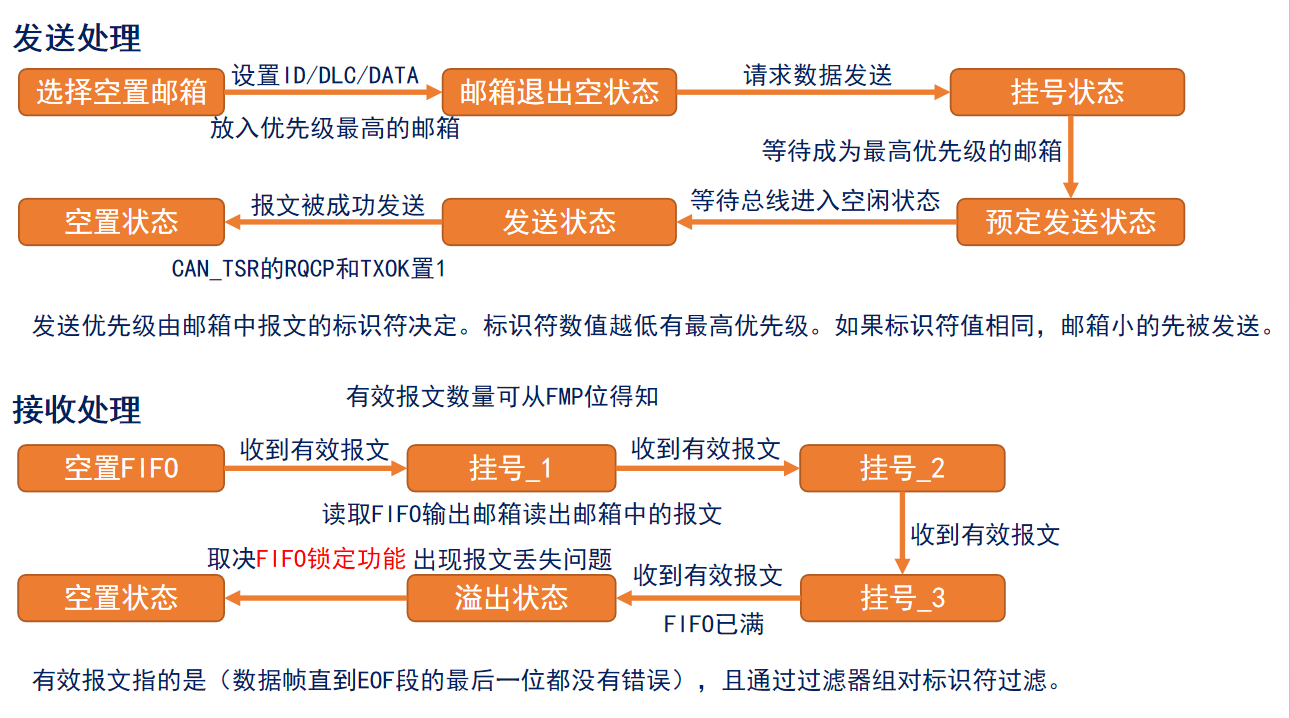 发送处理
选择空置邮箱
设置ID/DLC/DATA
放入优先级最高的邮箱
邮箱退出空状态
请求数据发送
挂号状态
等待成为最高优先级的邮箱
预定发送状态
等待总线进入空闲状态
发送状态
报文被成功发送
空置状态
CAN_TSR的RQCP和TXOK置1
发送优先级由邮箱中报文的标识符决定。标识符数值越低有最高优先级。如果标识符值相同，邮箱小的先被发送。
接收处理
有效报文数量可从FMP位得知
空置FIFO
收到有效报文
挂号_1
收到有效报文
挂号_2
读取FIFO输出邮箱读出邮箱中的报文
收到有效报文
挂号_3
收到有效报文
FIFO已满
溢出状态
取决FIFO锁定功能 出现报文丢失问题
空置状态
有效报文指的是（数据帧直到EOF段的最后一位都没有错误），且通过过滤器组对标识符过滤。